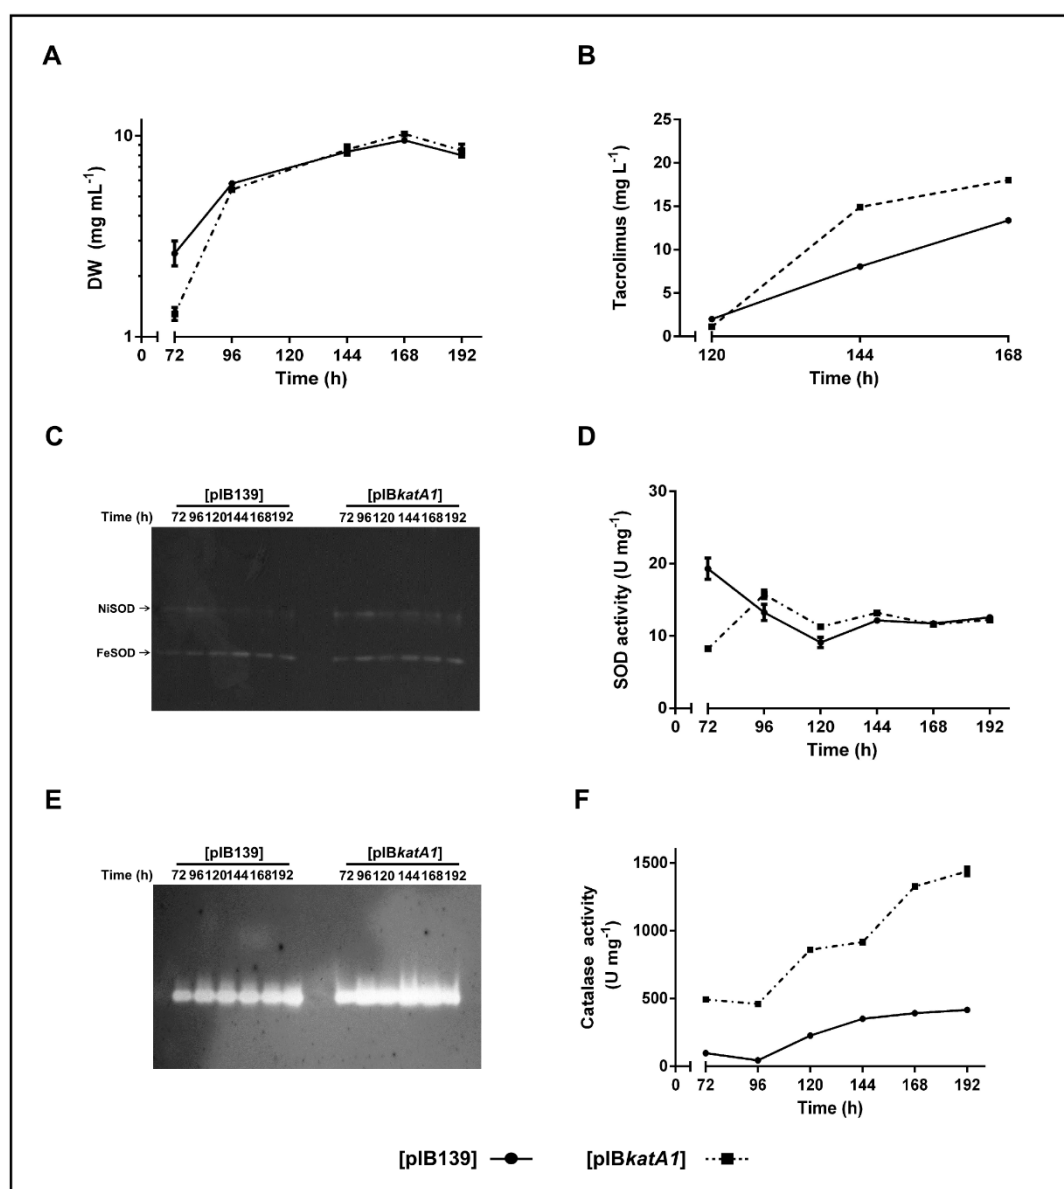 A
DW (mg mL⁻¹)
10
1
0 72 96 120 144 168 192
Time (h)
B
Tacrolimus (mg L⁻¹)
25
20
15
10
5
0
120 144 168
Time (h)
C
[pIB139] [pIBkatA1]
Time (h) 72 96 120 144 168 192 72 96 120 144 168 192
NiSOD →
FeSOD →
D
SOD activity (U mg⁻¹)
30
20
10
0
0 72 96 120 144 168 192
Time (h)
E
[pIB139] [pIBkatA1]
Time (h) 72 96 120 144 168 192 72 96 120 144 168 192
F
Catalase activity
(U mg⁻¹)
1500
1000
500
0
0 72 96 120 144 168 192
Time (h)
[pIB139] [pIBkatA1]